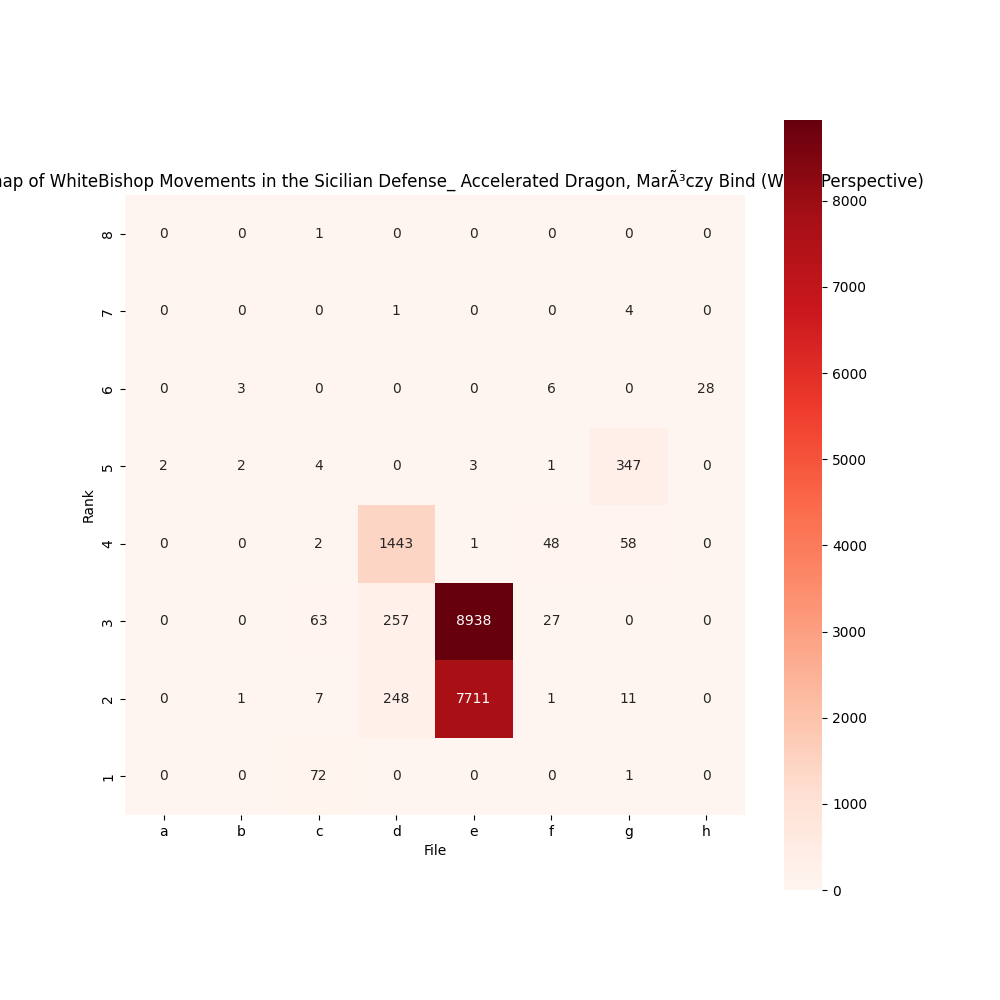 map of WhiteBishop Movements in the Sicilian Defense_ Accelerated Dragon, MarÃ³czy Bind (W Perspective)
8 0 0 1 0 0 0 0 0
7 0 0 0 1 0 0 4 0
6 0 3 0 0 0 6 0 28
5 2 2 4 0 3 1 347 0
4 0 0 2 1443 1 48 58 0
3 0 0 63 257 8938 27 0 0
2 0 1 7 248 7711 1 11 0
1 0 0 72 0 0 0 1 0
a b c d e f g h
File
Rank
8000
7000
6000
5000
4000
3000
2000
1000
0